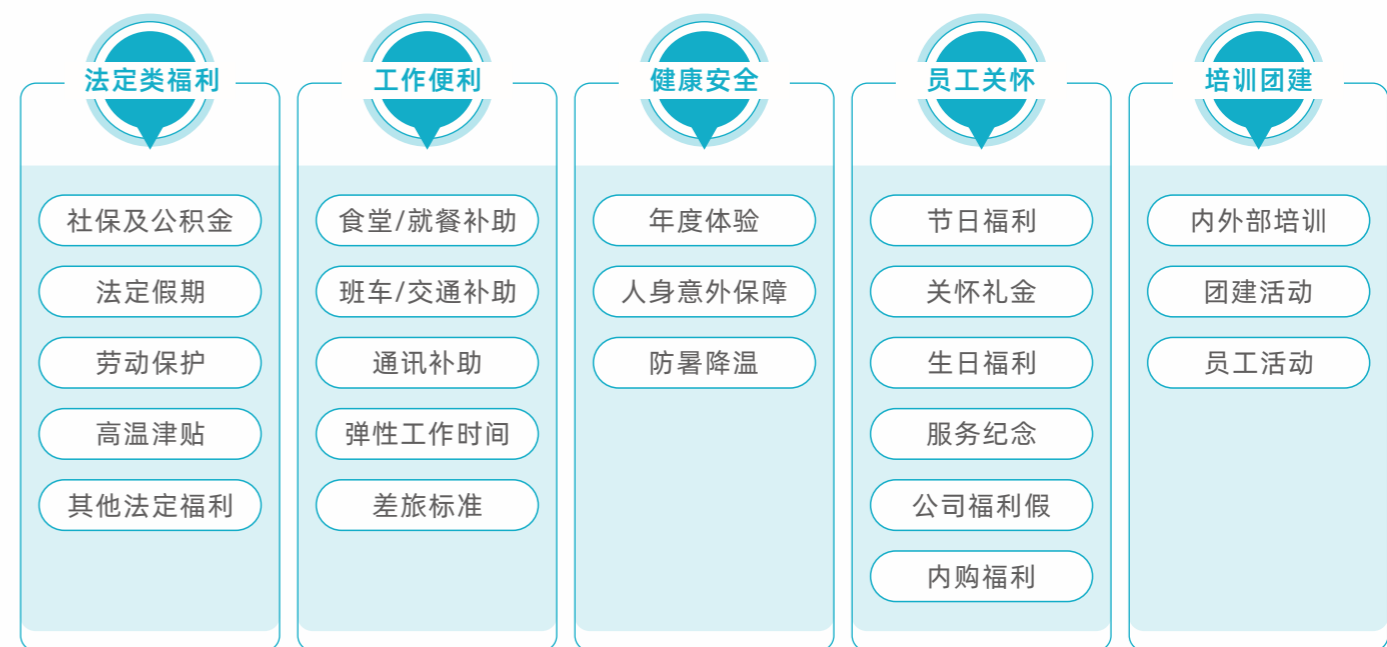 法定类福利
社保及公积金
法定假期
劳动保护
高温津贴
其他法定福利
工作便利
食堂/就餐补助
班车/交通补助
通讯补助
弹性工作时间
差旅标准
健康安全
年度体验
人身意外保障
防暑降温
员工关怀
节日福利
关怀礼金
生日福利
服务纪念
公司福利假
内购福利
培训团建
内外部培训
团建活动
员工活动